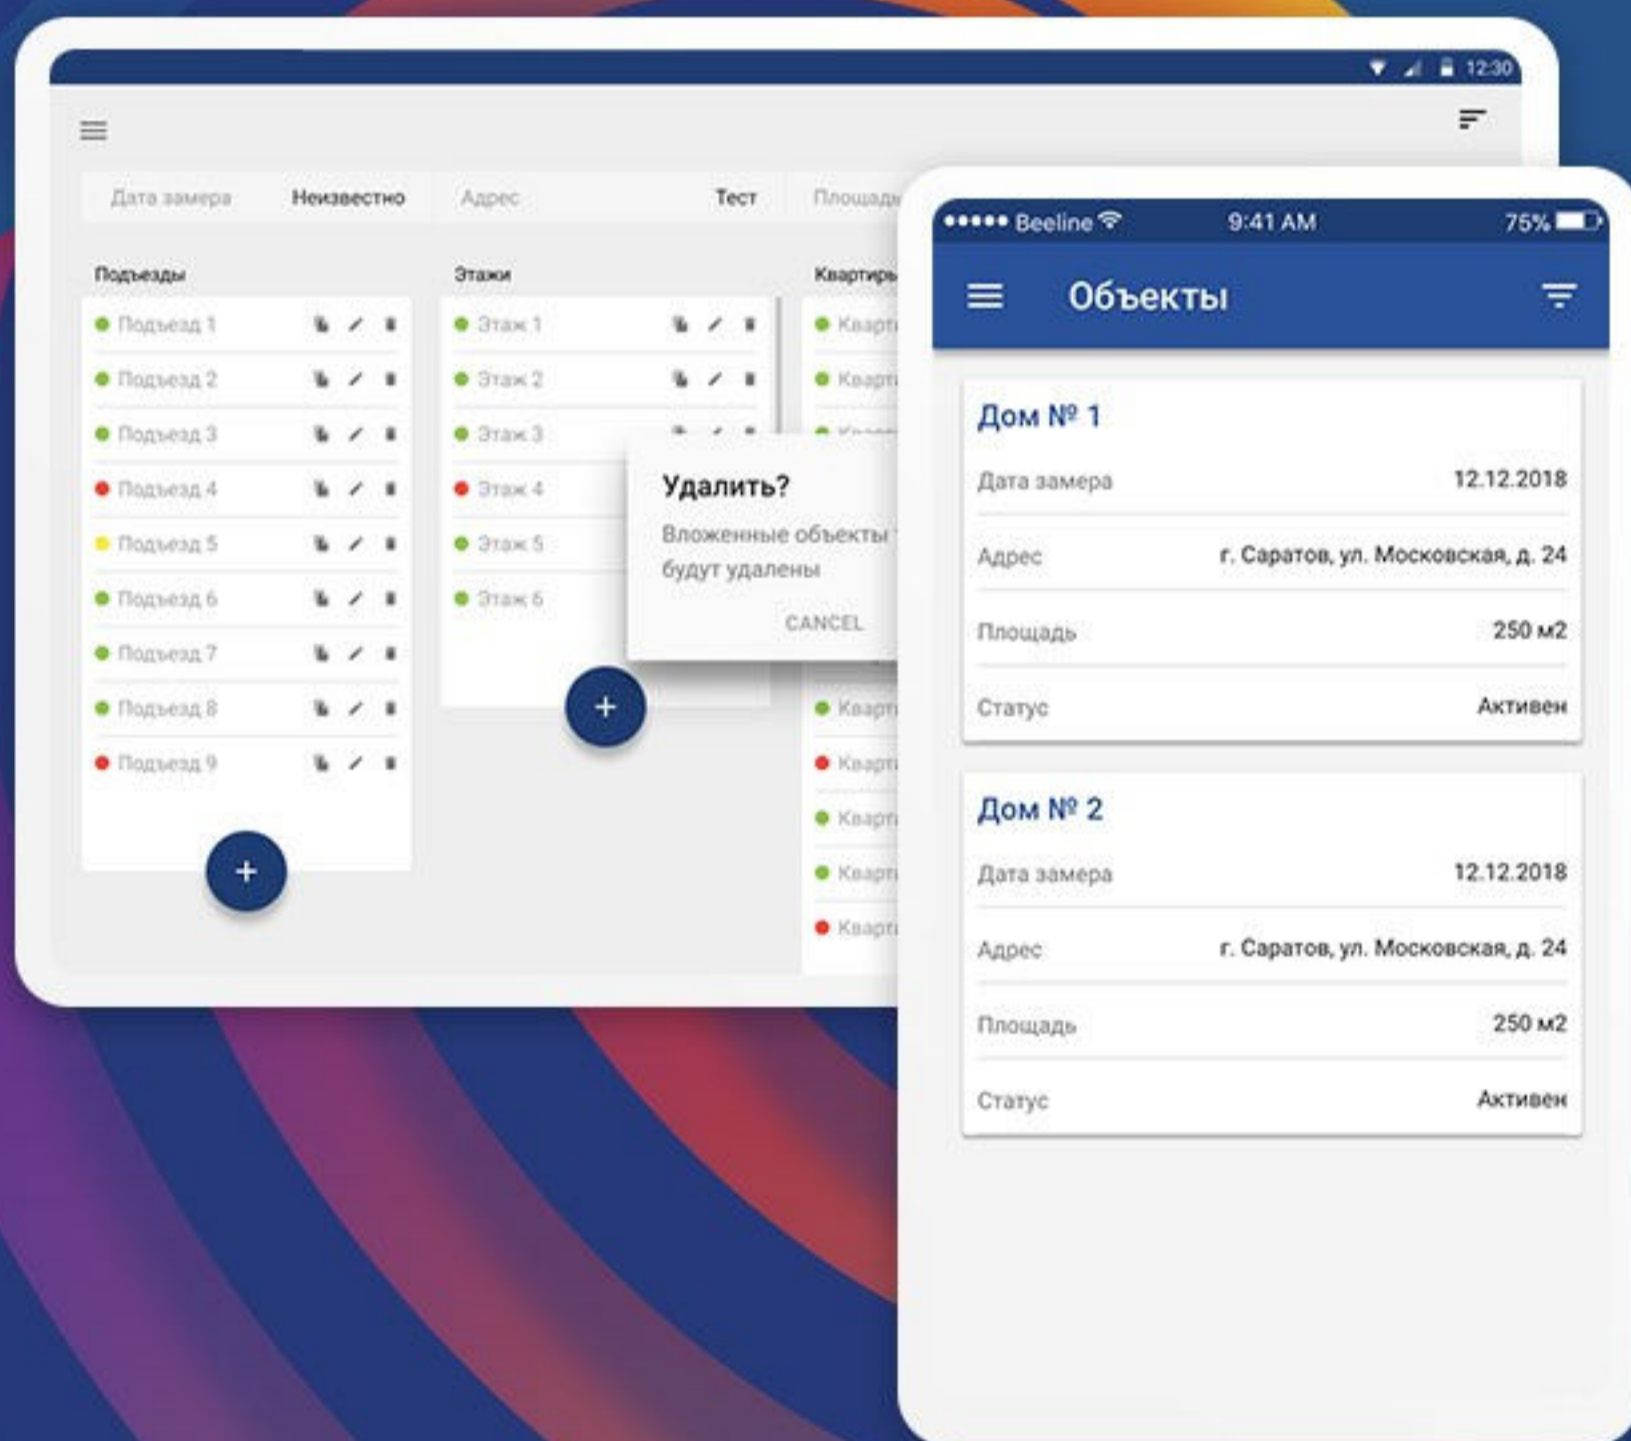 12:30
Дата замера Неизвестно Адрес Тест Площадь
Подъезды
Подъезд 1
Подъезд 2
Подъезд 3
Подъезд 4
Подъезд 5
Подъезд 6
Подъезд 7
Подъезд 8
Подъезд 9
+
Этажи
Этаж 1
Этаж 2
Этаж 3
Этаж 4
Этаж 5
Этаж 6
+
Удалить?
Вложенные объекты
будут удалены
CANCEL
Beeline 9:41 AM 75%
Объекты
Дом № 1
Дата замера 12.12.2018
Адрес г. Саратов, ул. Московская, д. 24
Площадь 250 м2
Статус Активен
Дом № 2
Дата замера 12.12.2018
Адрес г. Саратов, ул. Московская, д. 24
Площадь 250 м2
Статус Активен